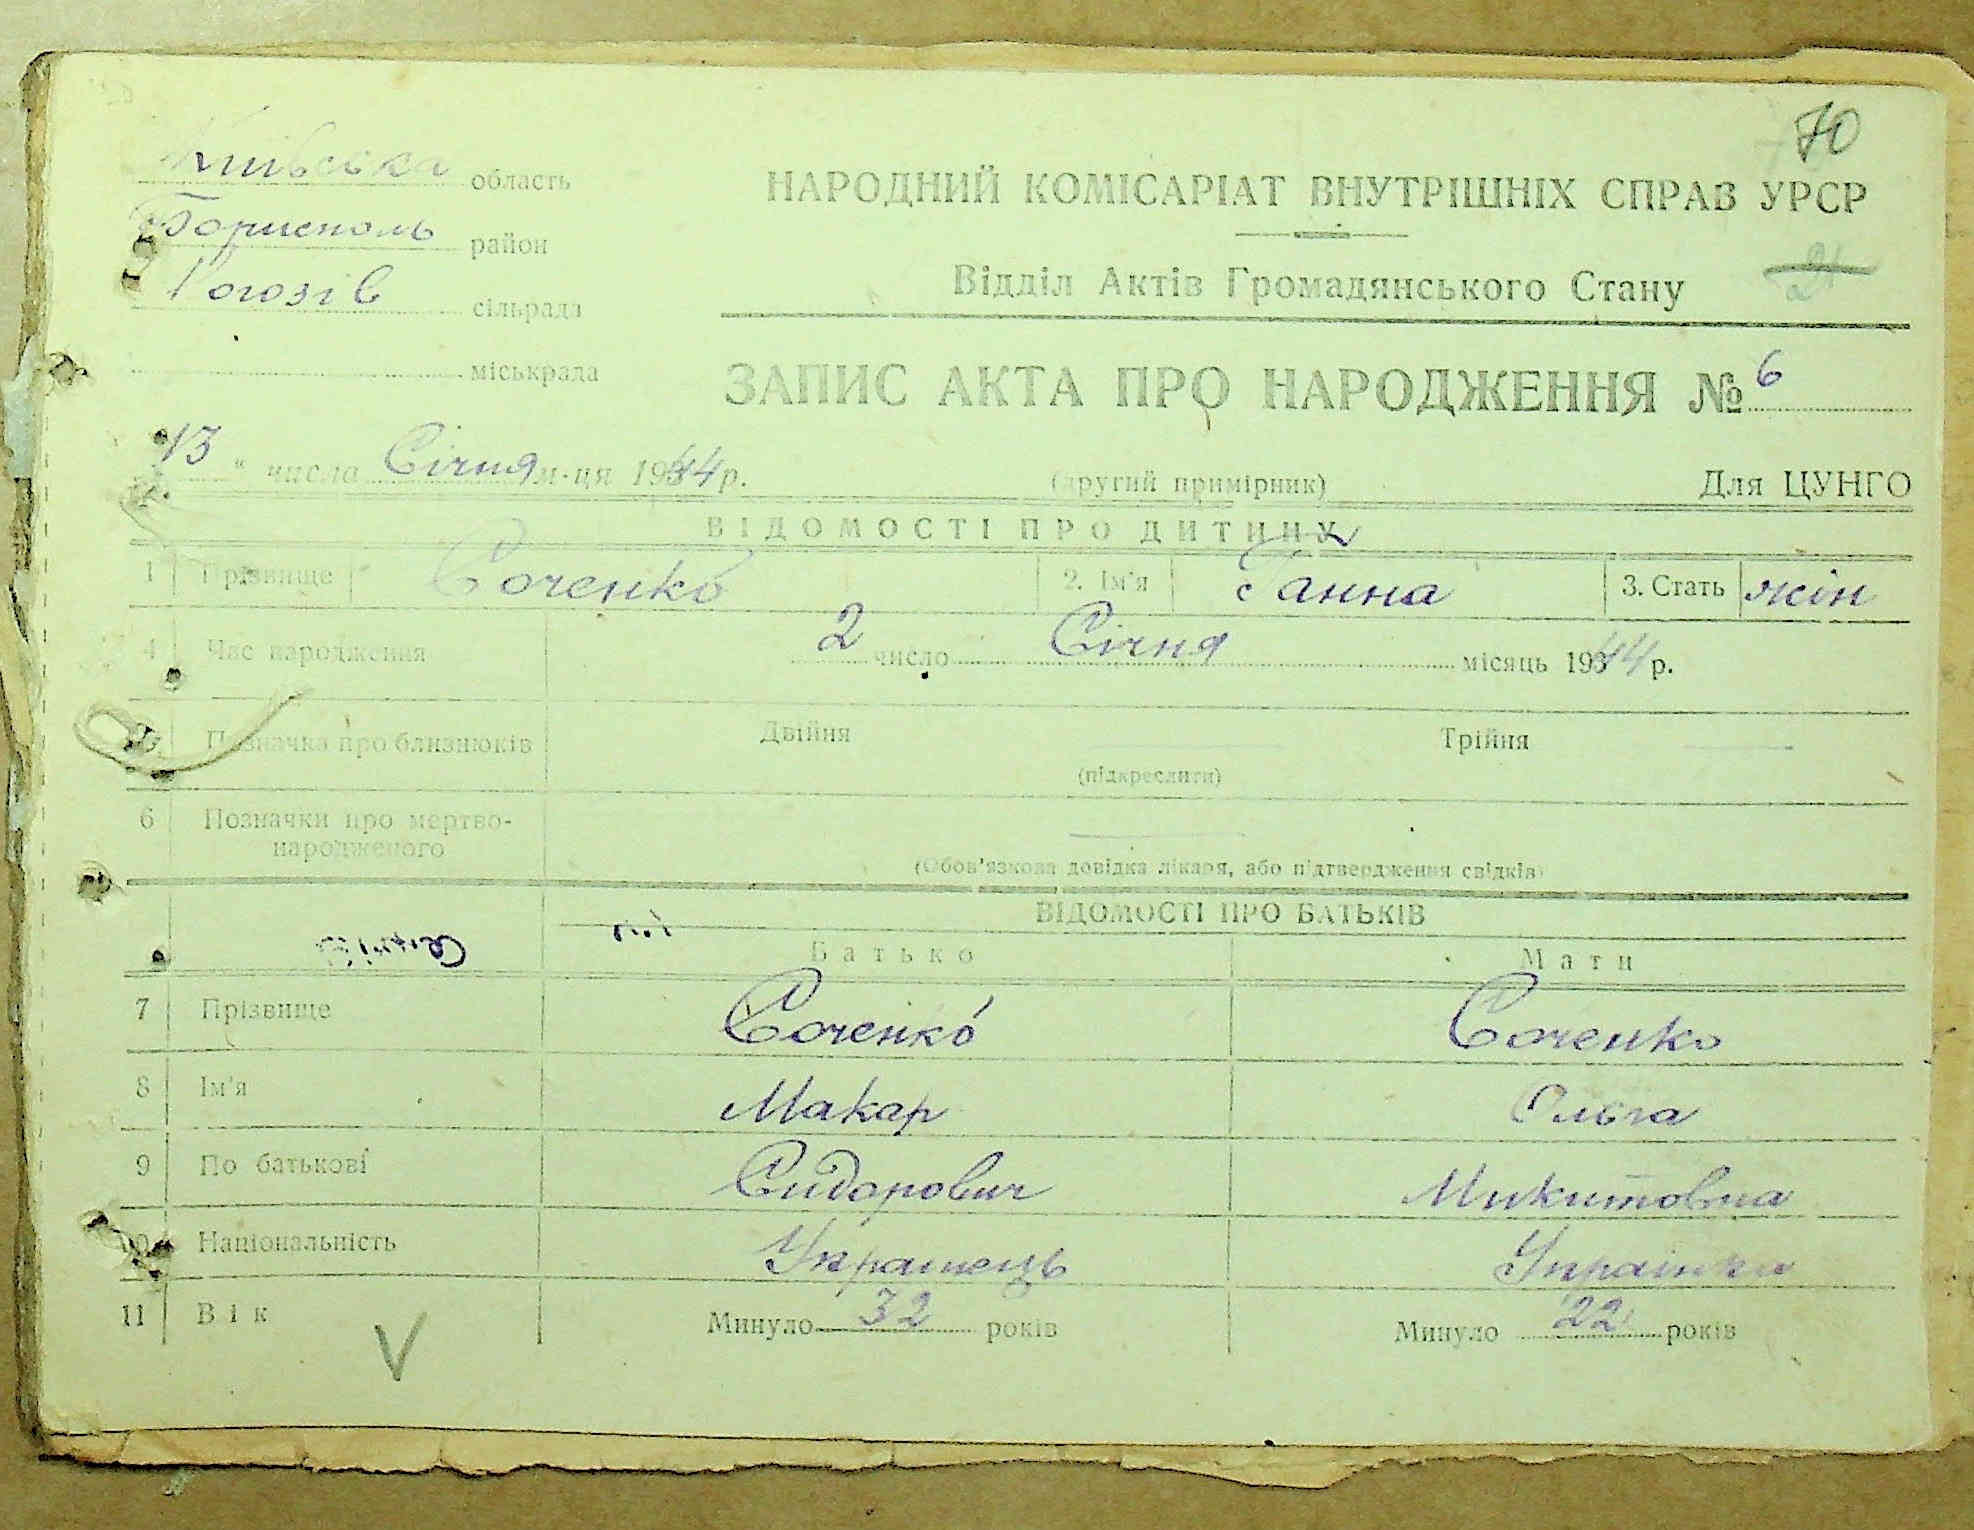 70
Київська область
Бориспіль район
Рогозів сільрада
міськрада
НАРОДНИЙ КОМІСАРІАТ ВНУТРІШНІХ СПРАВ УРСР
Відділ Актів Громадянського Стану
21
ЗАПИС АКТА ПРО НАРОДЖЕННЯ № 6
"13" числа Січня м-ця 1944 р.
(другий примірник)
Для ЦУНГО
ВІДОМОСТІ ПРО ДИТИНУ
1 Прізвище Соченко 2. Ім'я Ганна 3. Стать жін
4 Час народження 2 число Січня місяць 1944 р.
5 Позначка про близнюків Двійня Трійня
(підкреслити)
6 Позначки про мертво-
народженого
(Обов'язкова довідка лікаря, або підтвердження свідків)
ВІДОМОСТІ ПРО БАТЬКІВ
Батько Мати
7 Прізвище Соченко Соченко
8 Ім'я Макар Ольга
9 По батькові Сидорович Микитовна
10 Національність Українець Українка
11 Вік Минуло 32 років Минуло 22 років